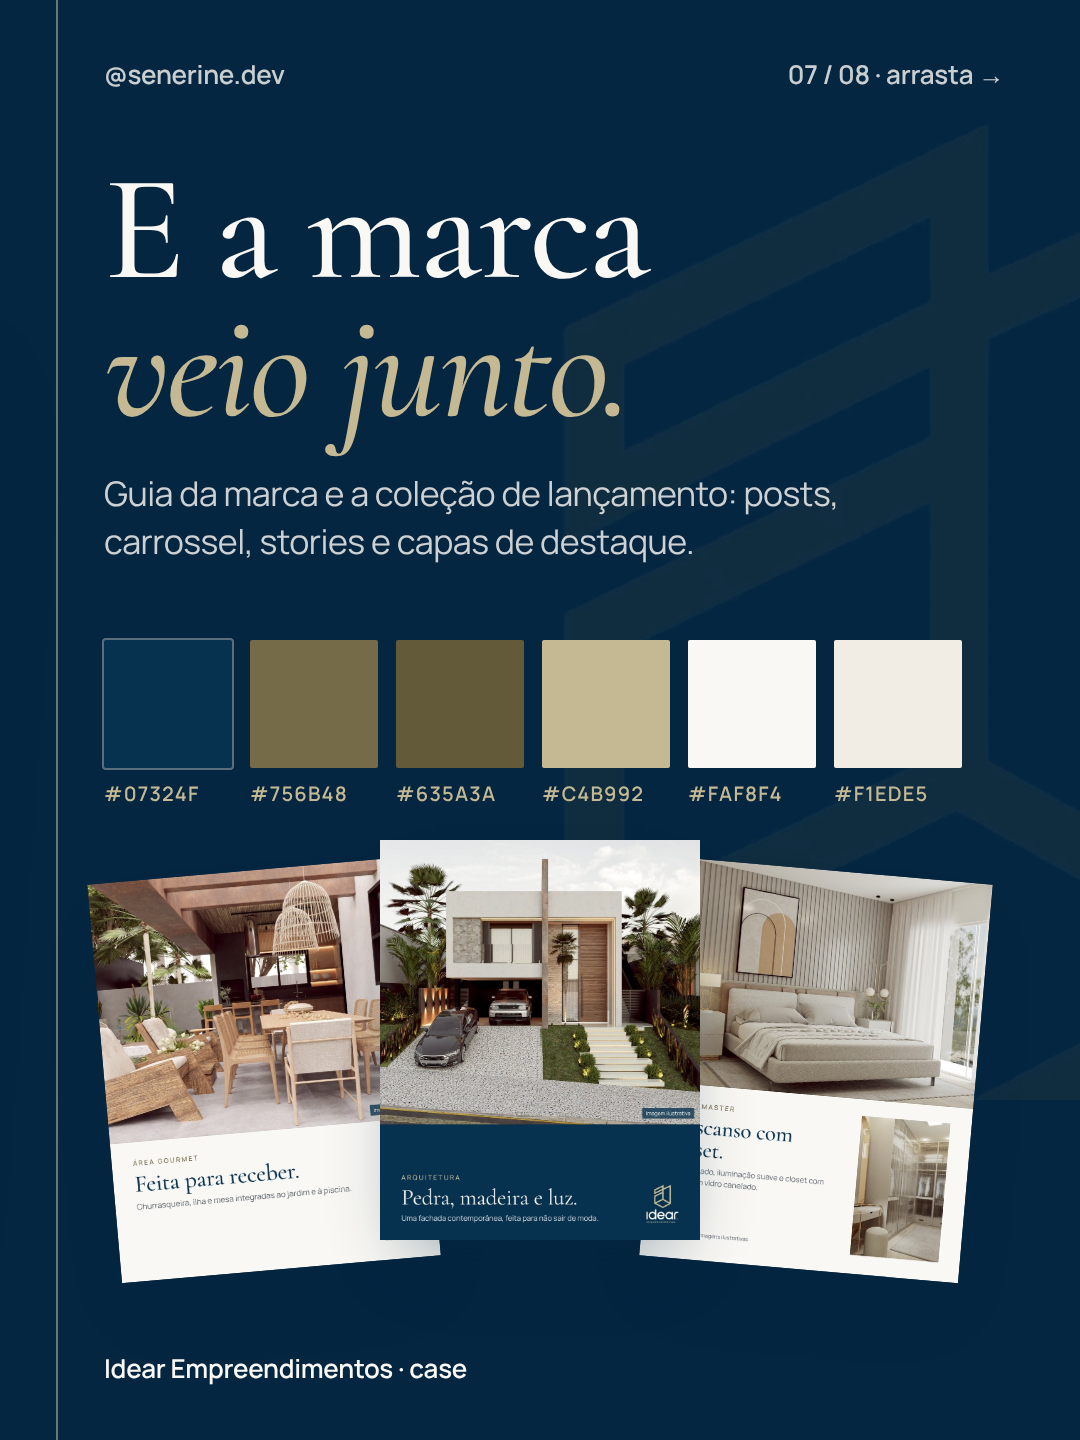 @senerine.dev
07 / 08 · arrasta →
E a marca
veio junto.
Guia da marca e a coleção de lançamento: posts,
carrossel, stories e capas de destaque.
#07324F
#756B48
#635A3A
#C4B992
#FAF8F4
#F1EDE5
ÁREA GOURMET
Feita para receber.
Churrasqueira, ilha e mesa integradas ao jardim e à piscina.
Imagem ilustrativa
ARQUITETURA
Pedra, madeira e luz.
Uma fachada contemporânea, feita para não sair de moda.
idear
MASTER
scanso com
set.
ado, iluminação suave e closet com
vidro canelado.
imagens ilustrativas
Idear Empreendimentos · case